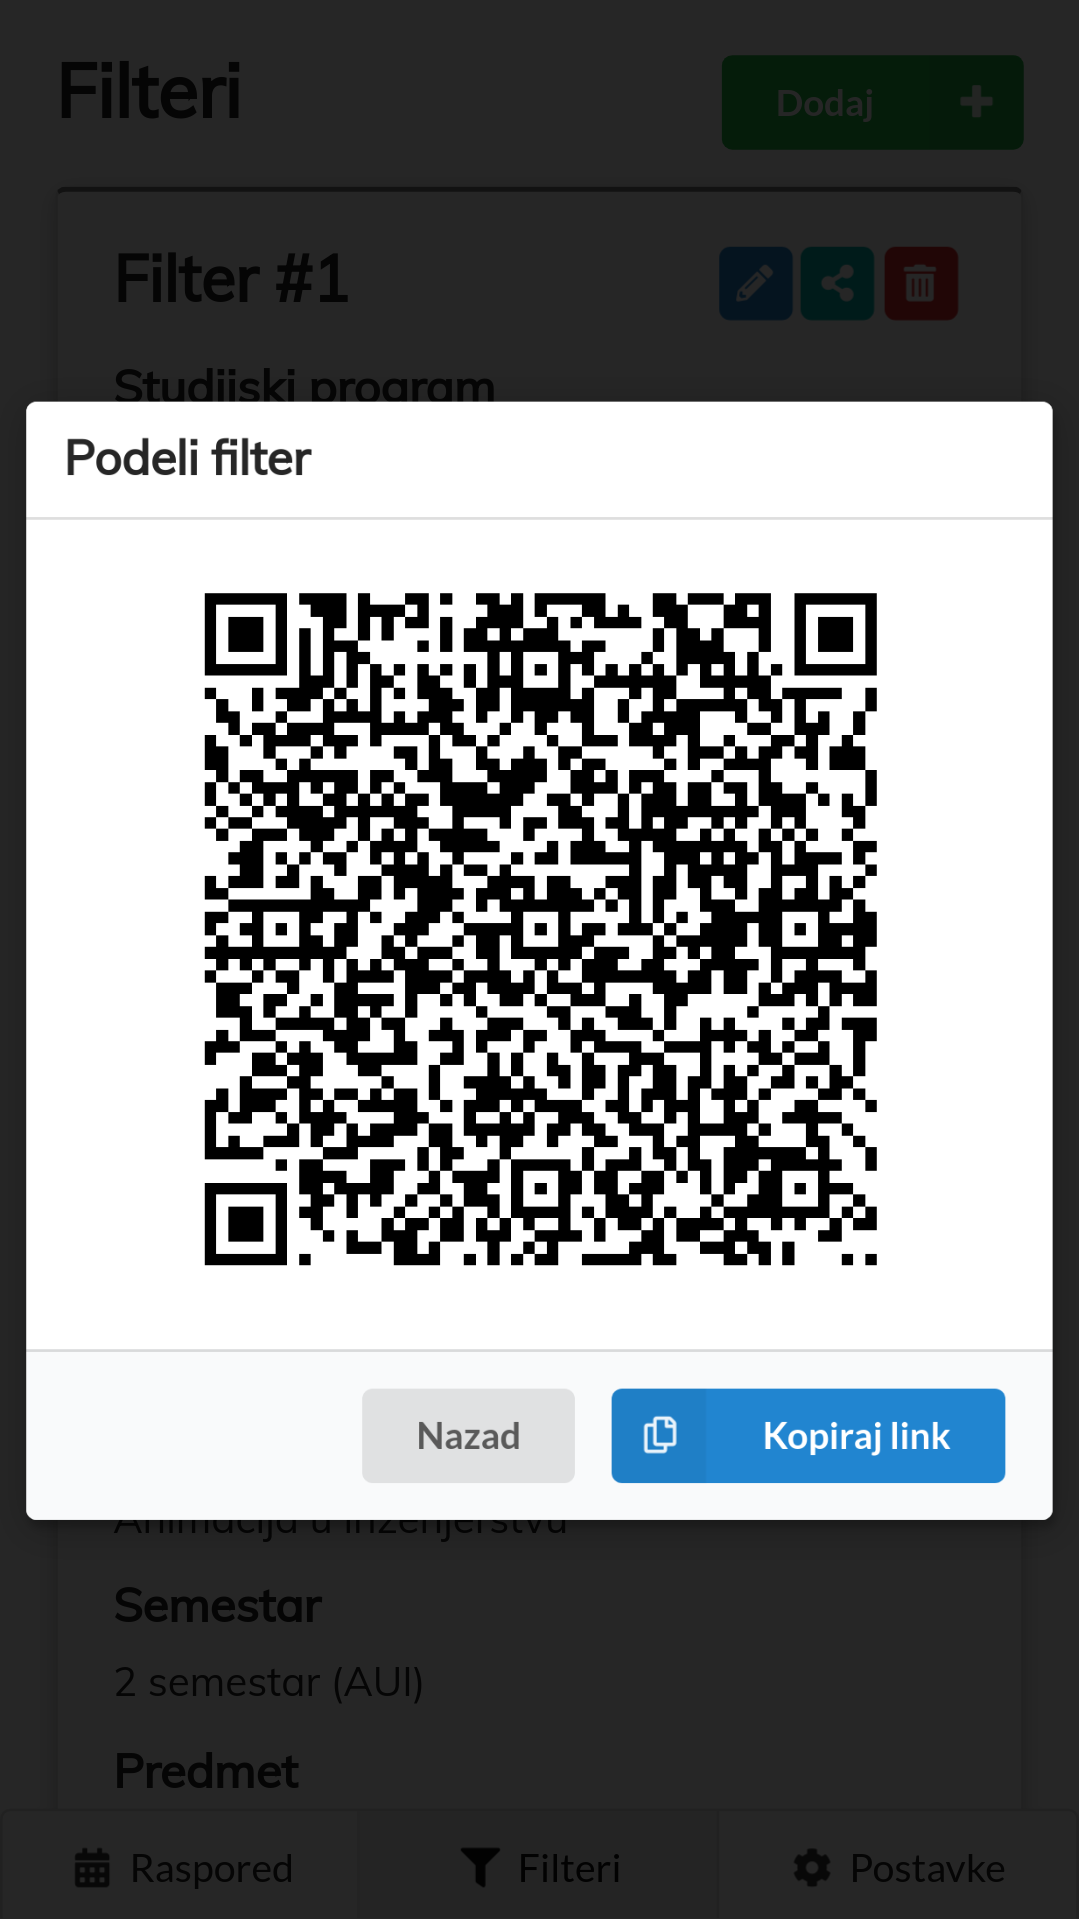 Filteri
Dodaj
Filter #1
Studijski program
Podeli filter
Nazad
Kopiraj link
Animacija u inženjerstvu
Semestar
2 semestar (AUI)
Predmet
Raspored
Filteri
Postavke